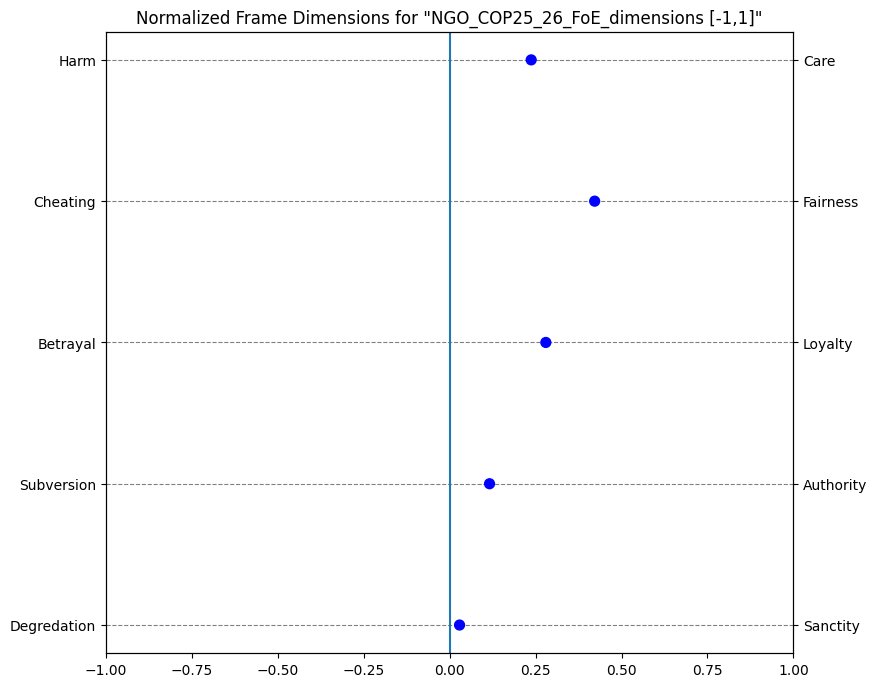 Normalized Frame Dimensions for "NGO_COP25_26_FoE_dimensions [-1,1]"
Harm Care
Cheating Fairness
Betrayal Loyalty
Subversion Authority
Degredation Sanctity
−1.00 −0.75 −0.50 −0.25 0.00 0.25 0.50 0.75 1.00